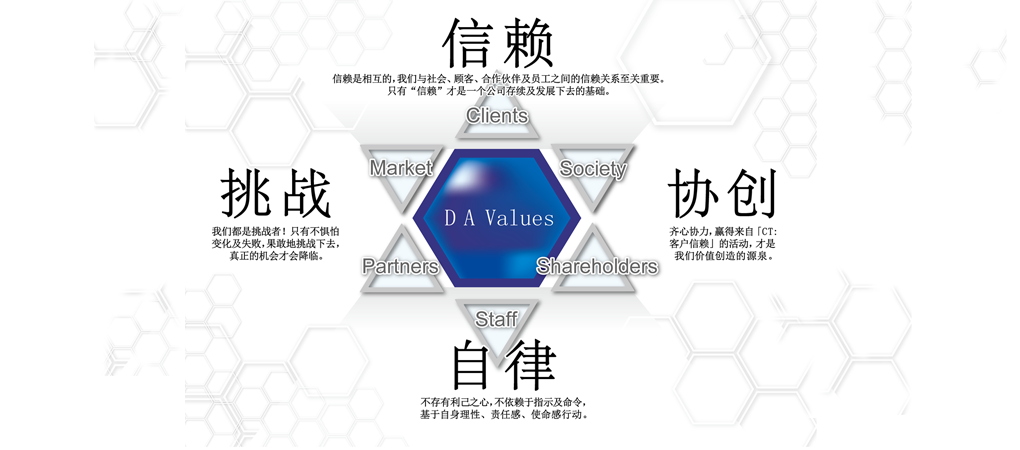 信赖
信赖是相互的，我们与社会、顾客、合作伙伴及员工之间的信赖关系至关重要。
只有“信赖”才是一个公司存续及发展下去的基础。
Clients
Market
Society
挑战
我们都是挑战者！只有不惧怕
变化及失败，果敢地挑战下去，
真正的机会才会降临。
D A Values
协创
齐心协力，赢得来自「CT:
客户信赖」的活动，才是
我们价值创造的源泉。
Partners
Shareholders
Staff
自律
不存有利己之心，不依赖于指示及命令，
基于自身理性、责任感、使命感行动。